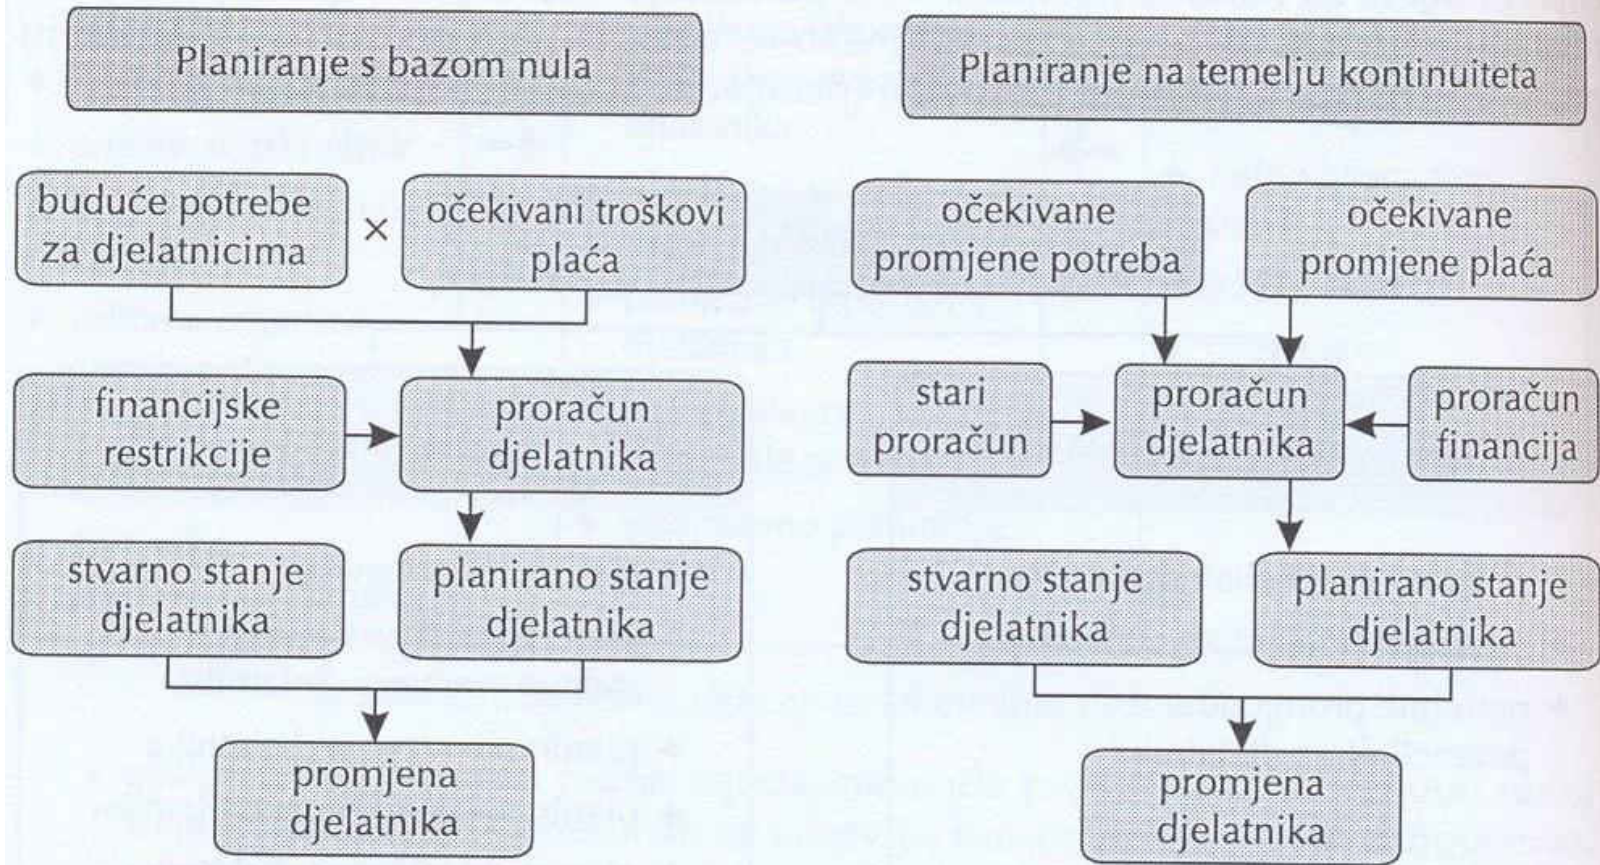 Planiranje s bazom nula
buduće potrebe
za djelatnicima
×
očekivani troškovi
plaća
financijske
restrikcije
proračun
djelatnika
stvarno stanje
djelatnika
planirano stanje
djelatnika
promjena
djelatnika
Planiranje na temelju kontinuiteta
očekivane
promjene potreba
očekivane
promjene plaća
stari
proračun
proračun
djelatnika
proračun
financija
stvarno stanje
djelatnika
planirano stanje
djelatnika
promjena
djelatnika